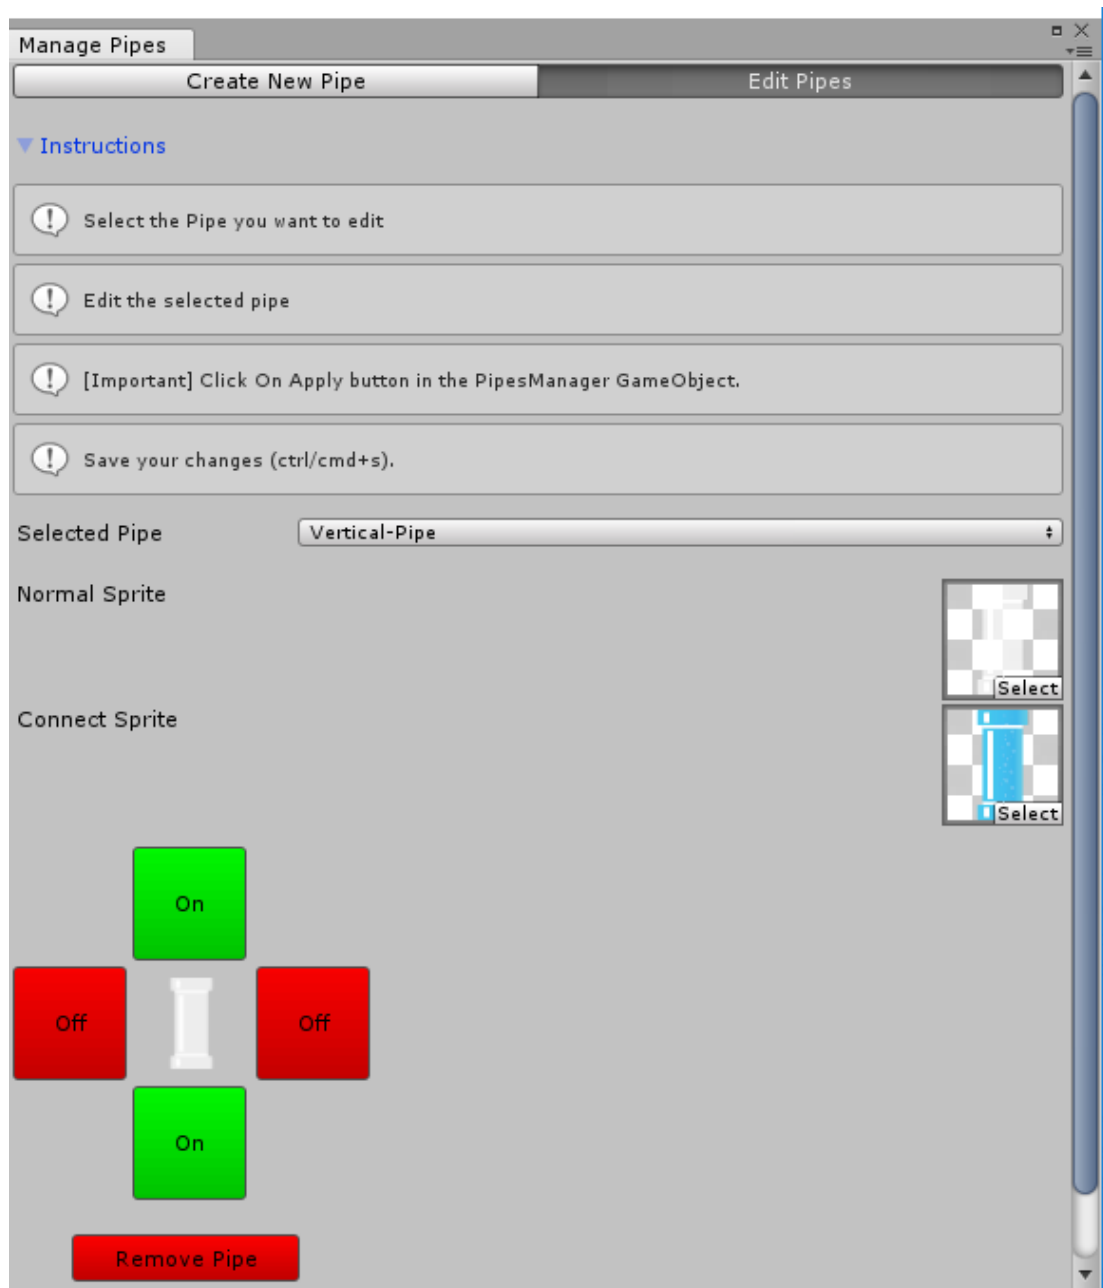 Manage Pipes
Create New Pipe
Edit Pipes
Instructions
Select the Pipe you want to edit
Edit the selected pipe
[Important] Click On Apply button in the PipesManager GameObject.
Save your changes (ctrl/cmd+s).
Selected Pipe
Vertical-Pipe
Normal Sprite
Select
Connect Sprite
Select
On
Off
Off
On
Remove Pipe